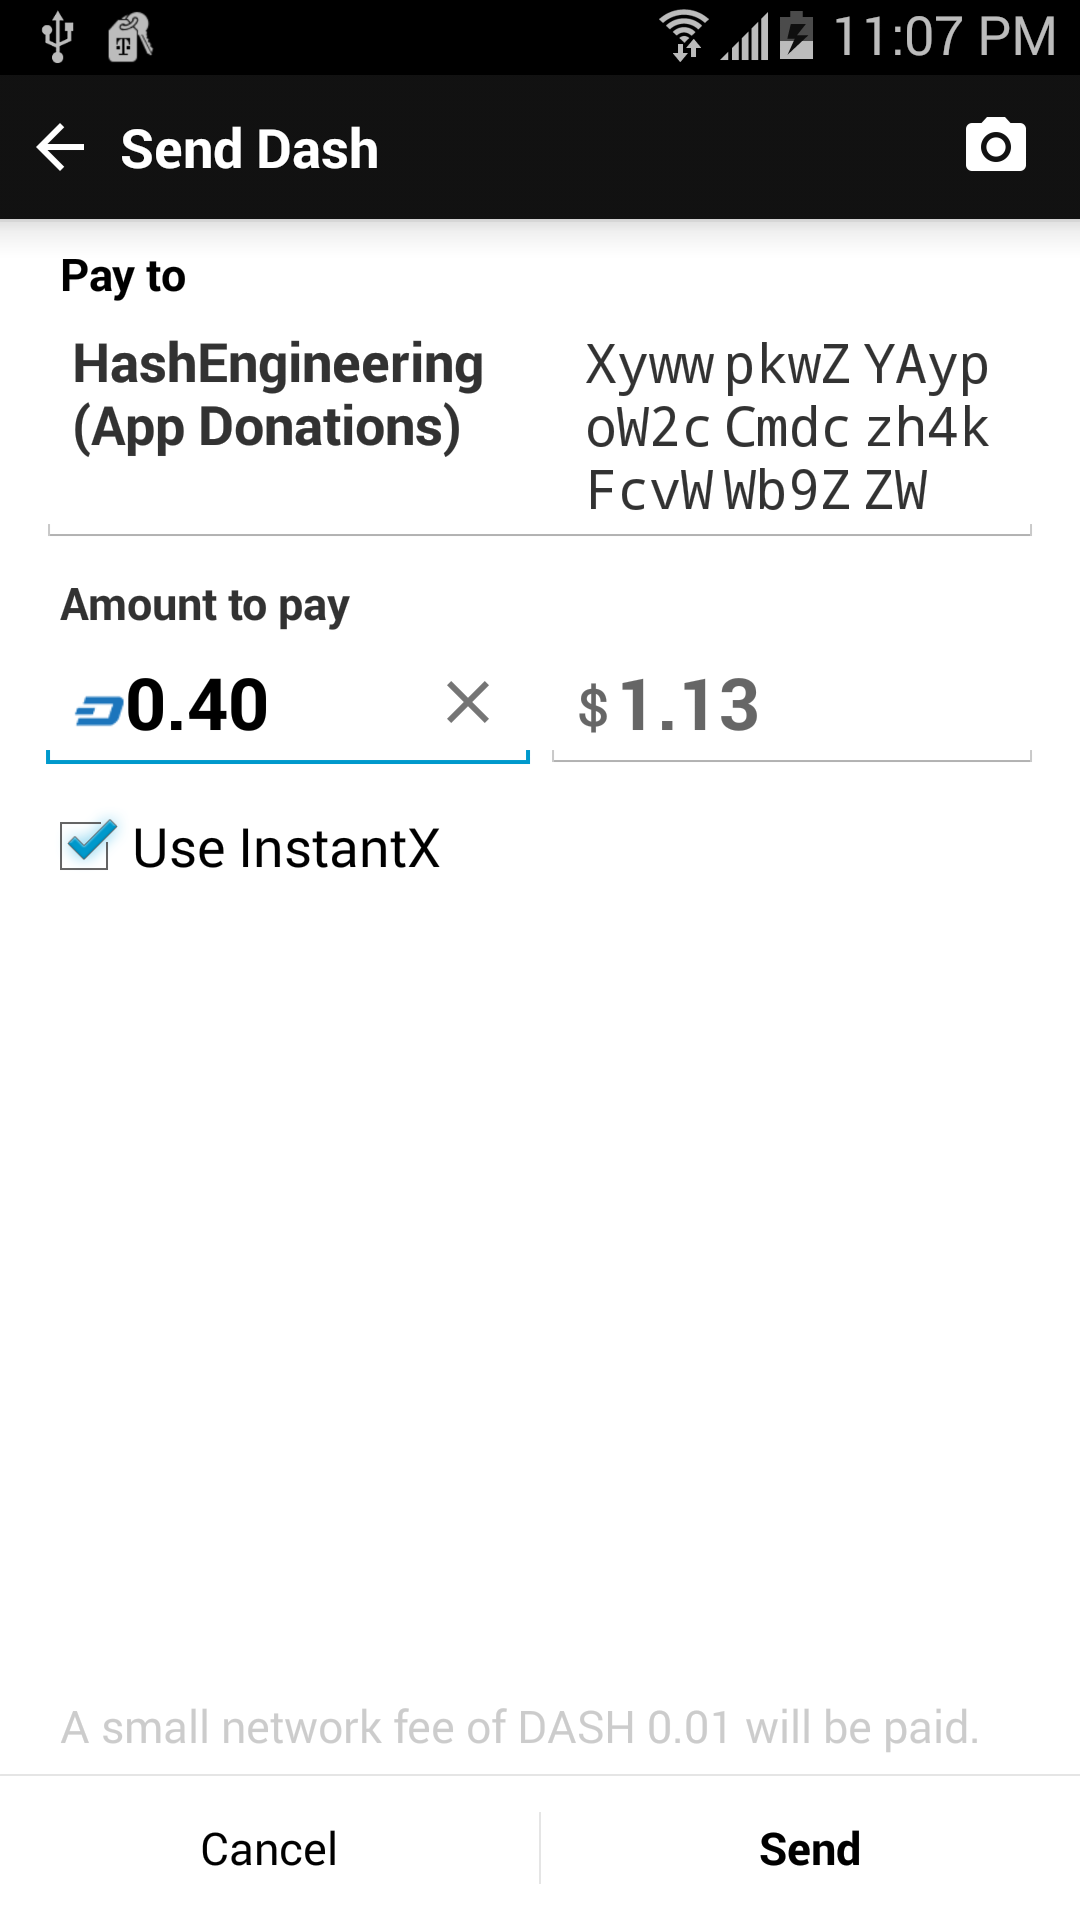 11:07 PM
Send Dash
Pay to
HashEngineering
(App Donations)
Xyww pkwZ YAyp
oW2c Cmdc zh4k
FcvW Wb9Z ZW
Amount to pay
0.40
$ 1.13
Use InstantX
A small network fee of DASH 0.01 will be paid.
Cancel
Send